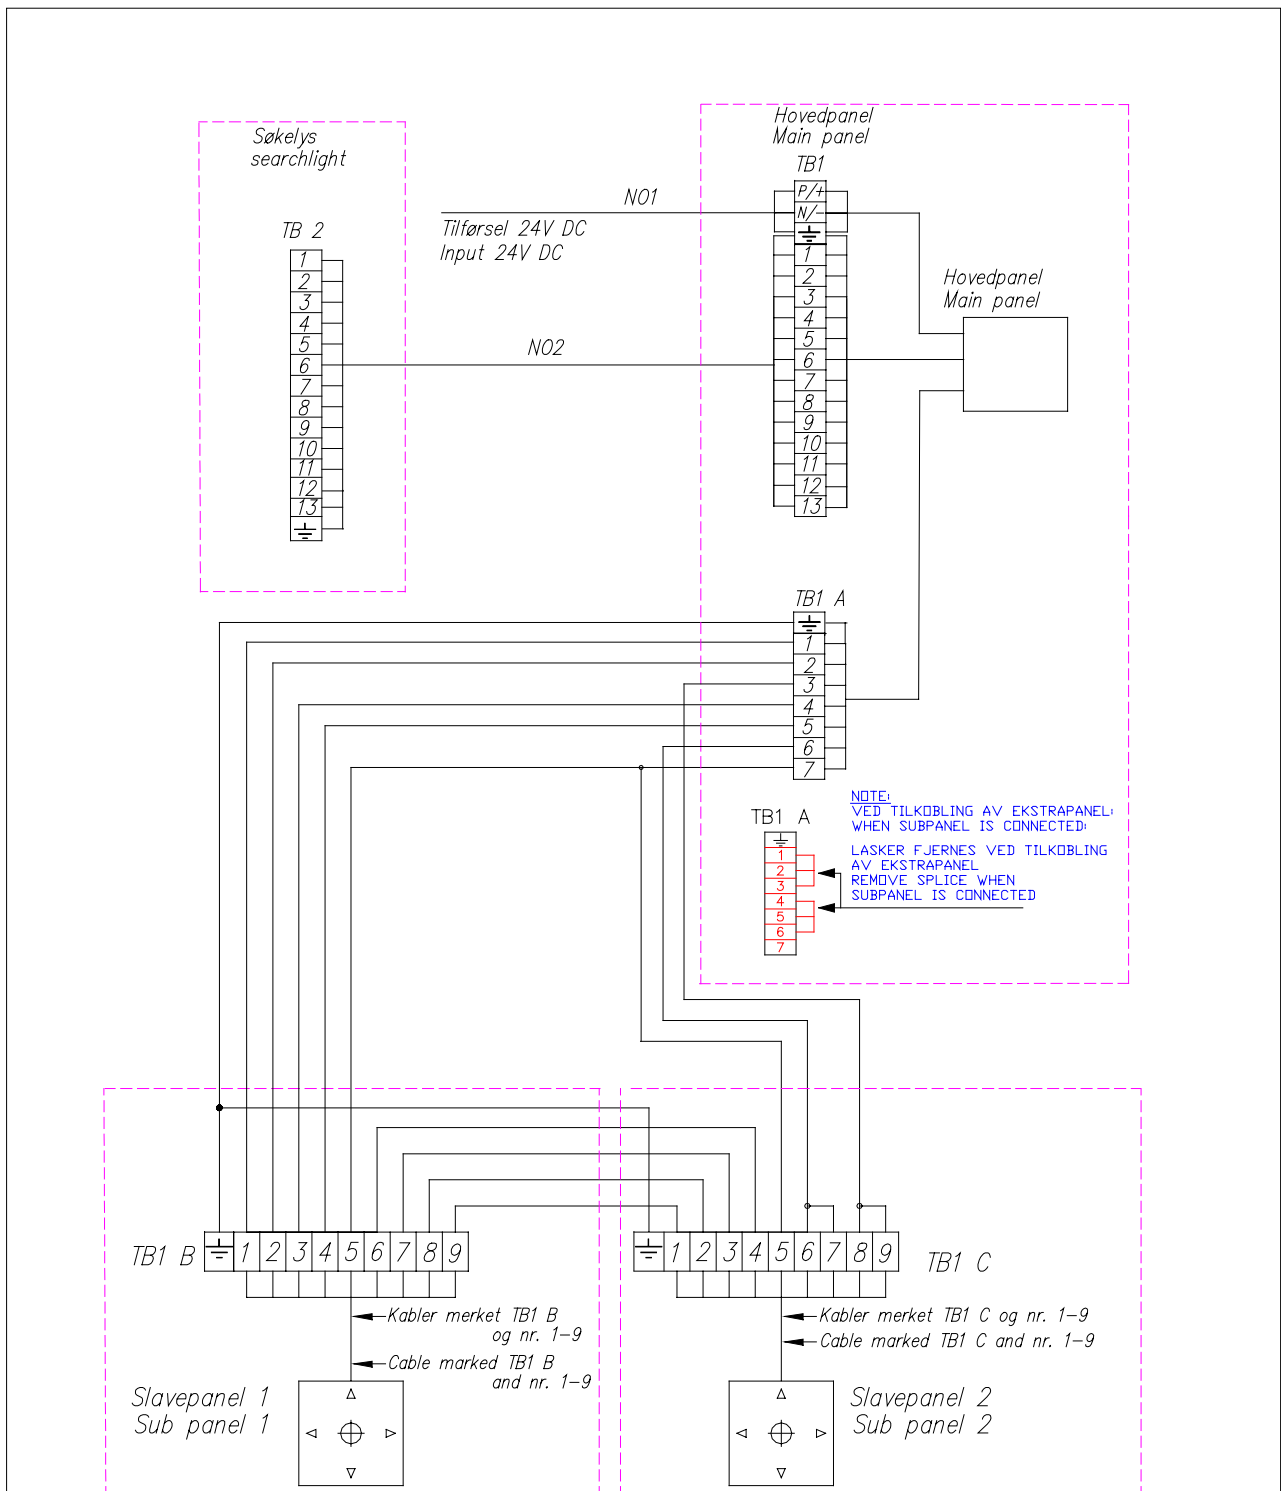 Søkelys
searchlight
TB 2
1
2
3
4
5
6
7
8
9
10
11
12
13
NO1
Tilførsel 24V DC
Input 24V DC
NO2
Hovedpanel
Main panel
TB1
P/+
N/-
1
2
3
4
5
6
7
8
9
10
11
12
13
Hovedpanel
Main panel
TB1 A
1
2
3
4
5
6
7
TB1 A
1
2
3
4
5
6
7
NOTE:
VED TILKOBLING AV EKSTRAPANEL:
WHEN SUBPANEL IS CONNECTED:
LASKER FJERNES VED TILKOBLING
AV EKSTRAPANEL
REMOVE SPLICE WHEN
SUBPANEL IS CONNECTED
TB1 B
1 2 3 4 5 6 7 8 9
Kabler merket TB1 B
og nr. 1-9
Cable marked TB1 B
and nr. 1-9
Slavepanel 1
Sub panel 1
1 2 3 4 5 6 7 8 9
TB1 C
Kabler merket TB1 C og nr. 1-9
Cable marked TB1 C and nr. 1-9
Slavepanel 2
Sub panel 2